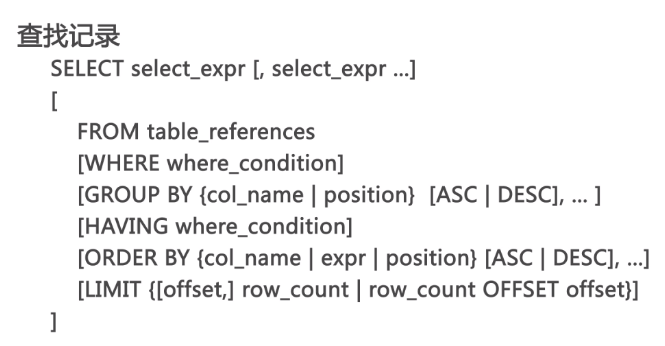 查找记录
SELECT select_expr [, select_expr ...]
[
FROM table_references
[WHERE where_condition]
[GROUP BY {col_name | position} [ASC | DESC], ... ]
[HAVING where_condition]
[ORDER BY {col_name | expr | position} [ASC | DESC], ...]
[LIMIT {[offset,] row_count | row_count OFFSET offset}]
]